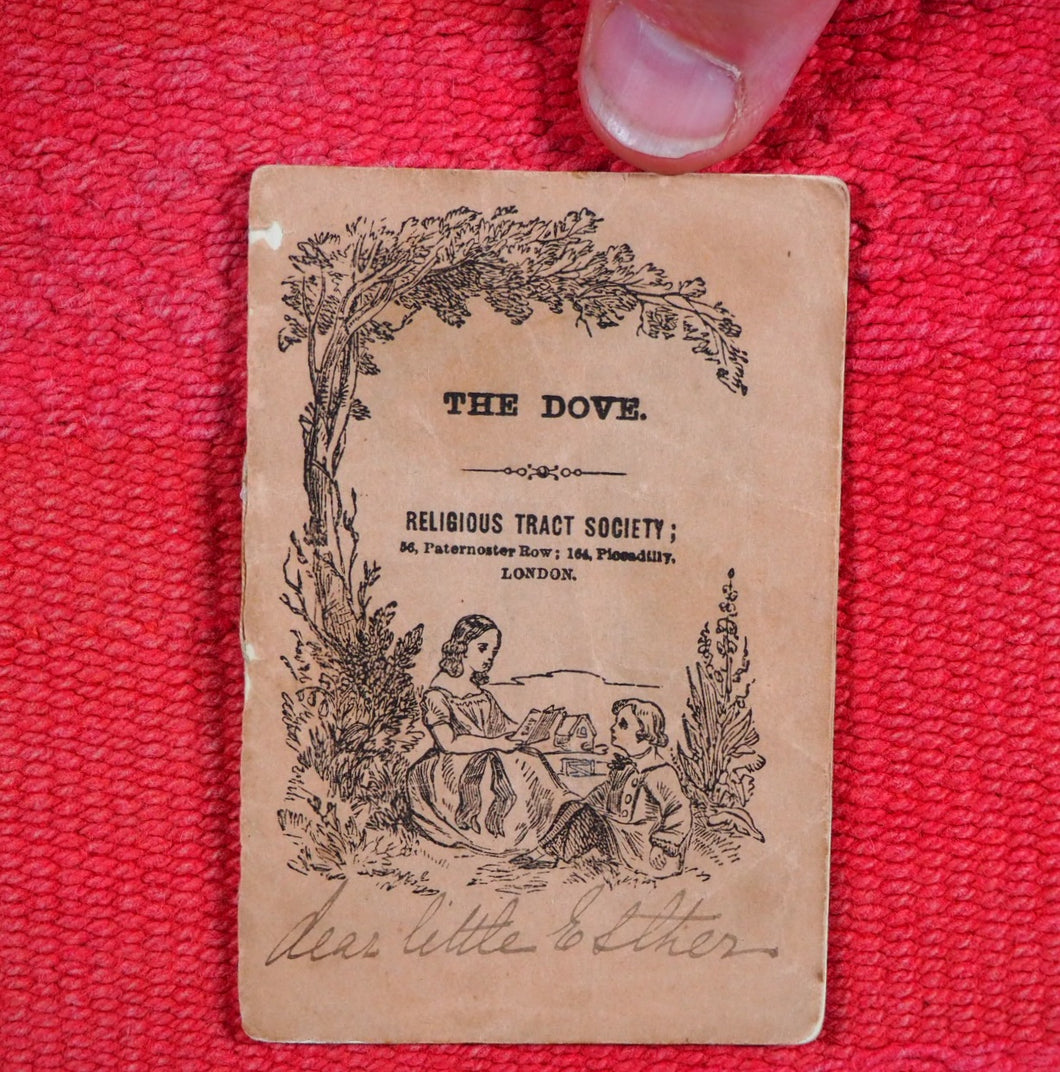 THE DOVE.
RELIGIOUS TRACT SOCIETY;
56, Paternoster Row; 164, Piccadilly,
LONDON.
dear little Esther